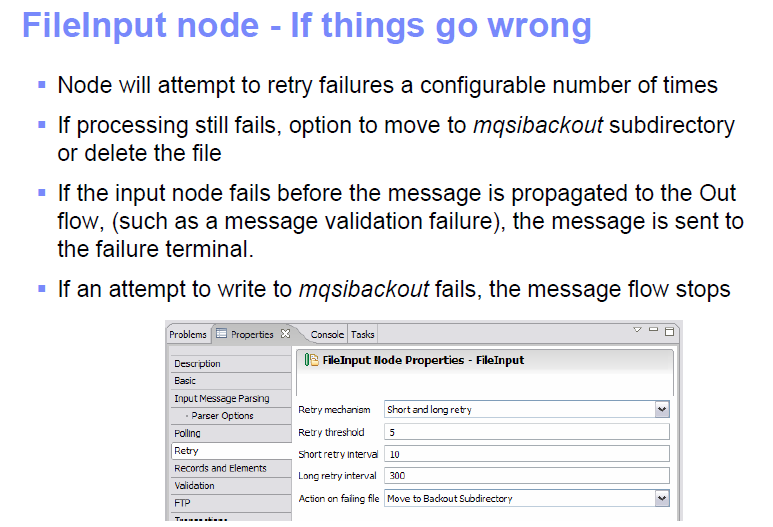 FileInput node - If things go wrong
Node will attempt to retry failures a configurable number of times
If processing still fails, option to move to mqsibackout subdirectory
or delete the file
If the input node fails before the message is propagated to the Out
flow, (such as a message validation failure), the message is sent to
the failure terminal.
If an attempt to write to mqsibackout fails, the message flow stops
Problems Properties Console Tasks
Description
Basic
Input Message Parsing
Parser Options
Polling
Retry
Records and Elements
Validation
FTP
FileInput Node Properties - FileInput
Retry mechanism Short and long retry
Retry threshold 5
Short retry interval 10
Long retry interval 300
Action on failing file Move to Backout Subdirectory